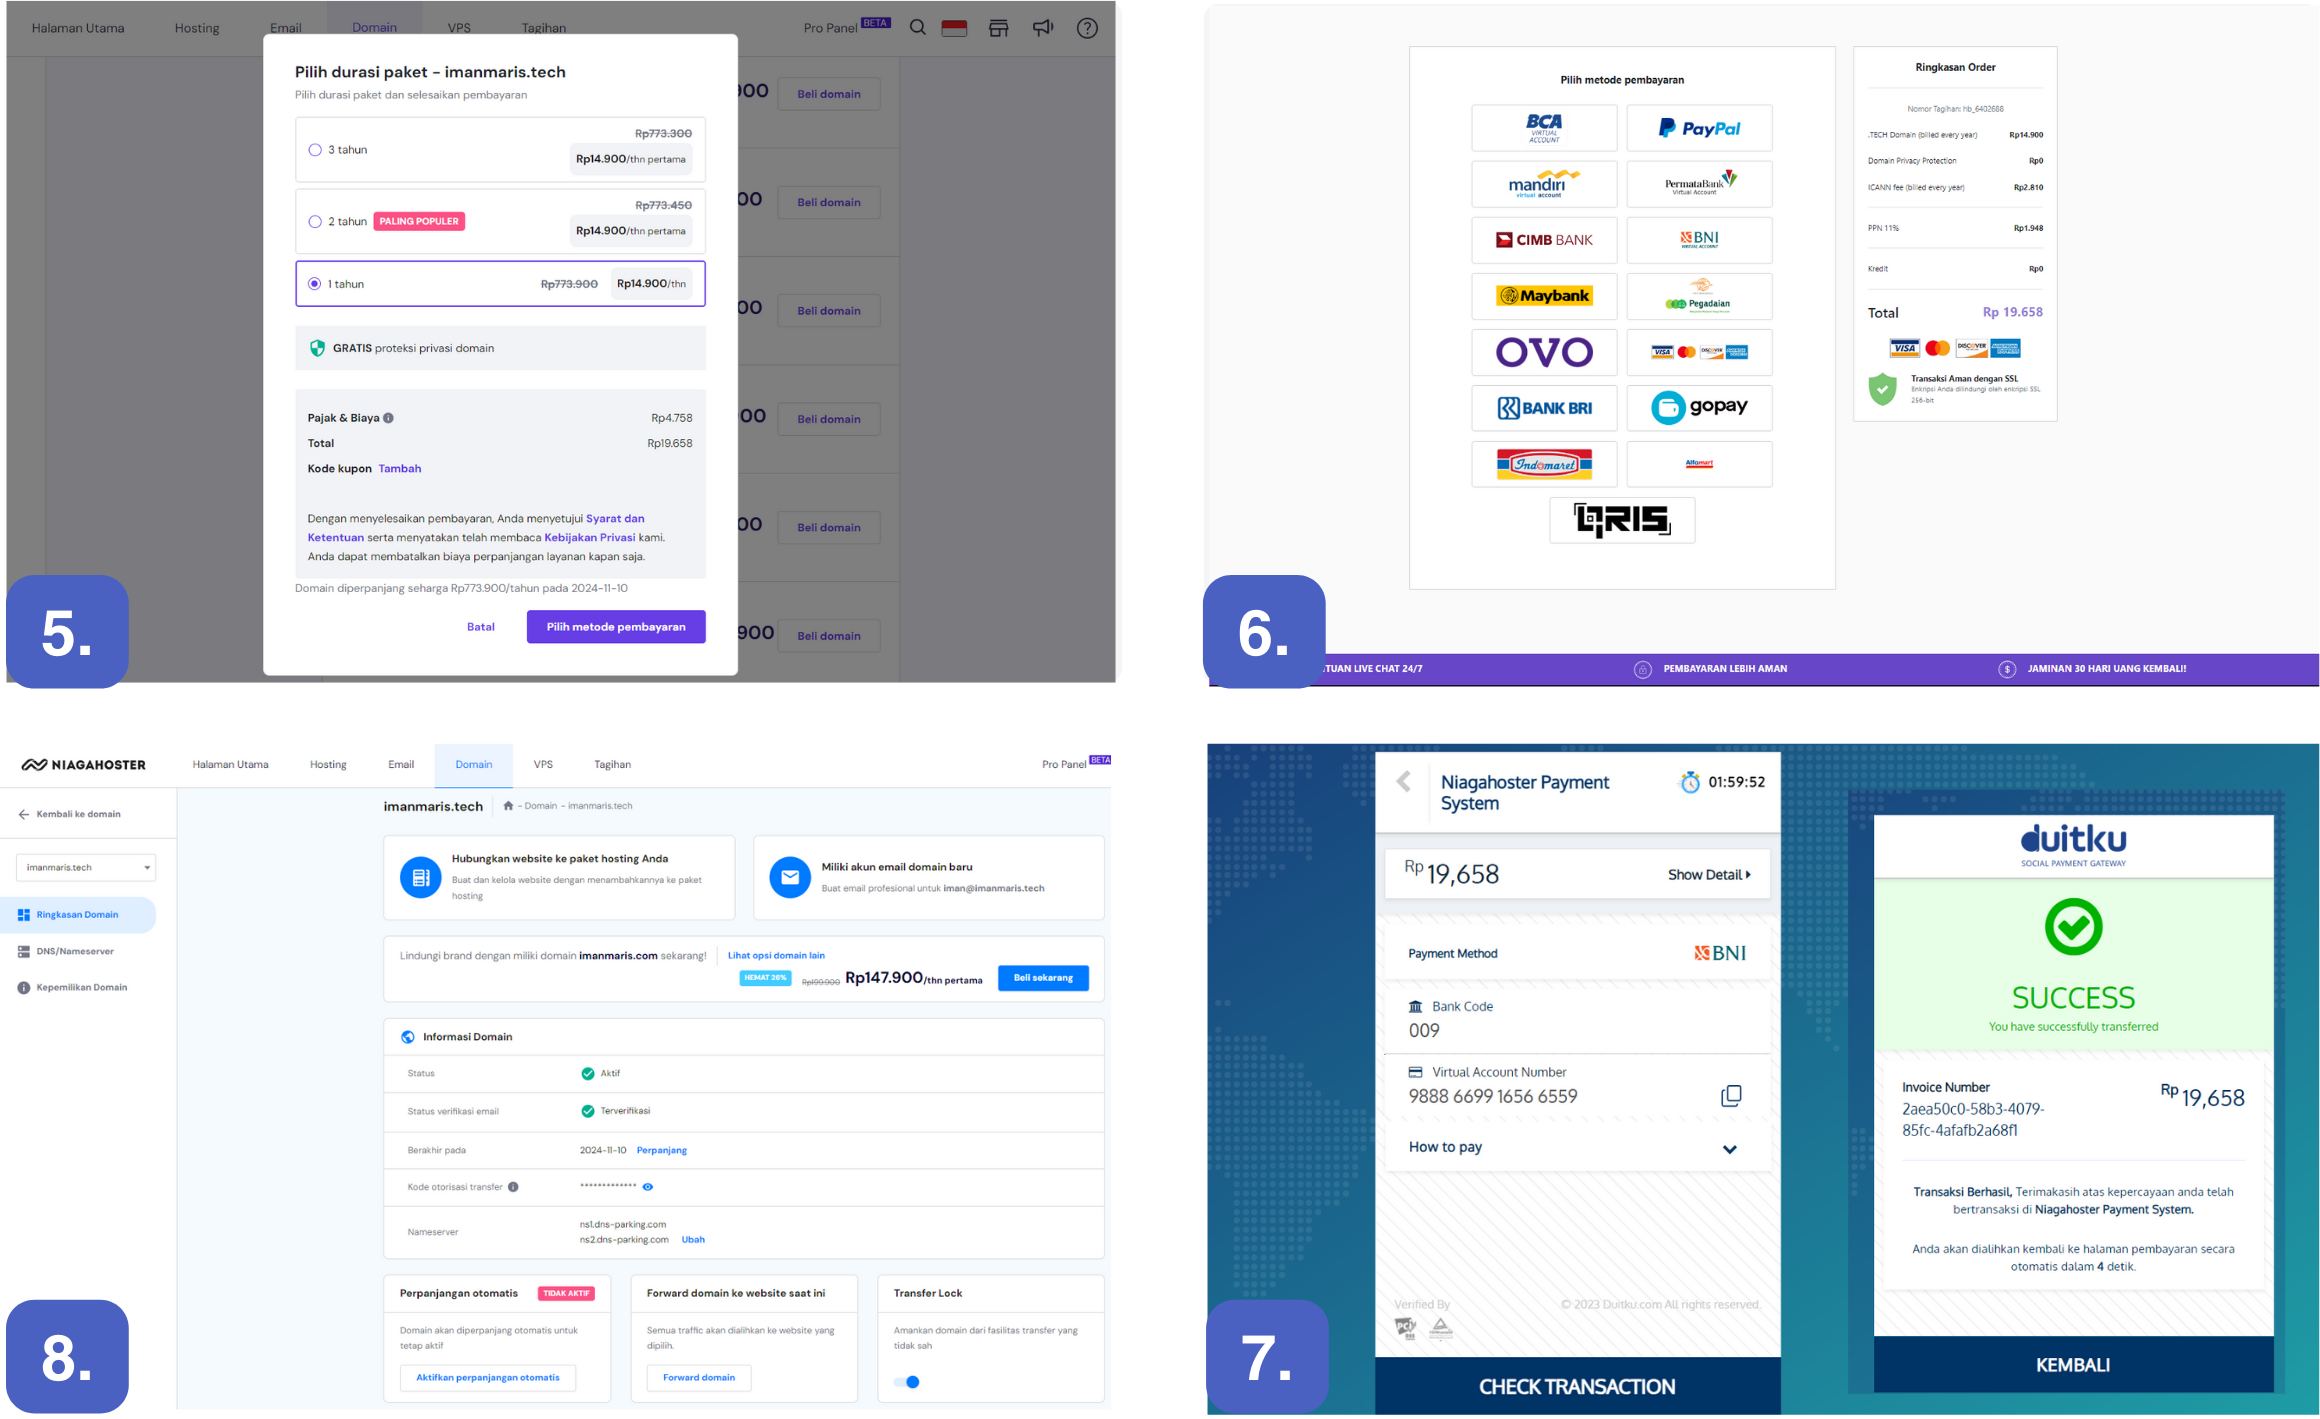 Halaman Utama
Hosting
Email
Domain
VPS
Tagihan
Pro Panel BETA
Pilih durasi paket – imanmaris.tech
Pilih durasi paket dan selesaikan pembayaran
3 tahun
Rp773.300
Rp14.900/thn pertama
2 tahun PALING POPULER
Rp773.450
Rp14.900/thn pertama
1 tahun
Rp773.900 Rp14.900/thn
GRATIS proteksi privasi domain
Pajak & Biaya Rp4.758
Total Rp19.658
Kode kupon Tambah
Dengan menyelesaikan pembayaran, Anda menyetujui Syarat dan
Ketentuan serta menyatakan telah membaca Kebijakan Privasi kami.
Anda dapat membatalkan biaya perpanjangan layanan kapan saja.
Domain diperpanjang seharga Rp773.900/tahun pada 2024-11-10
Batal
Pilih metode pembayaran
900 Beli domain
00 Beli domain
00 Beli domain
00 Beli domain
00 Beli domain
900 Beli domain
5.
Pilih metode pembayaran
BCA
VIRTUAL
ACCOUNT
PayPal
mandiri
virtual account
PermataBank
Virtual Account
CIMB BANK
BNI
VIRTUAL ACCOUNT
Maybank
Pegadaian
OVO
VISA DISCOVER
BANK BRI
gopay
Indomaret
Alfamart
QRIS
Ringkasan Order
Nomor Tagihan: hb_6402688
.TECH Domain (billed every year) Rp14.900
Domain Privacy Protection Rp0
ICANN fee (billed every year) Rp2.810
PPN 11% Rp1.948
Kredit Rp0
Total Rp 19.658
VISA DISCOVER
Transaksi Aman dengan SSL
Enkripsi Anda dilindungi oleh enkripsi SSL
256-bit
TUAN LIVE CHAT 24/7
PEMBAYARAN LEBIH AMAN
JAMINAN 30 HARI UANG KEMBALI!
6.
NIAGAHOSTER
Halaman Utama
Hosting
Email
Domain
VPS
Tagihan
Pro Panel BETA
Kembali ke domain
imanmaris.tech
Ringkasan Domain
DNS/Nameserver
Kepemilikan Domain
imanmaris.tech – Domain – imanmaris.tech
Hubungkan website ke paket hosting Anda
Buat dan kelola website dengan menambahkannya ke paket
hosting
Miliki akun email domain baru
Buat email profesional untuk iman@imanmaris.tech
Lindungi brand dengan miliki domain imanmaris.com sekarang!
Lihat opsi domain lain
HEMAT 26% Rp199.900 Rp147.900/thn pertama
Beli sekarang
Informasi Domain
Status Aktif
Status verifikasi email Terverifikasi
Berakhir pada 2024-11-10 Perpanjang
Kode otorisasi transfer *************
Nameserver
ns1.dns-parking.com
ns2.dns-parking.com Ubah
Perpanjangan otomatis TIDAK AKTIF
Domain akan diperpanjang otomatis untuk
tetap aktif
Aktifkan perpanjangan otomatis
Forward domain ke website saat ini
Semua traffic akan dialihkan ke website yang
dipilih.
Forward domain
Transfer Lock
Amankan domain dari fasilitas transfer yang
tidak sah
8.
Niagahoster Payment
System
01:59:52
Rp 19,658
Show Detail
Payment Method BNI
Bank Code
009
Virtual Account Number
9888 6699 1656 6559
How to pay
Verified By
© 2023 Duitku.com All rights reserved.
PCI
CHECK TRANSACTION
duitku
SOCIAL PAYMENT GATEWAY
SUCCESS
You have successfully transferred
Invoice Number
2aea50c0-58b3-4079-
85fc-4afafb2a68f1
Rp 19,658
Transaksi Berhasil, Terimakasih atas kepercayaan anda telah
bertransaksi di Niagahoster Payment System.
Anda akan dialihkan kembali ke halaman pembayaran secara
otomatis dalam 4 detik.
KEMBALI
7.